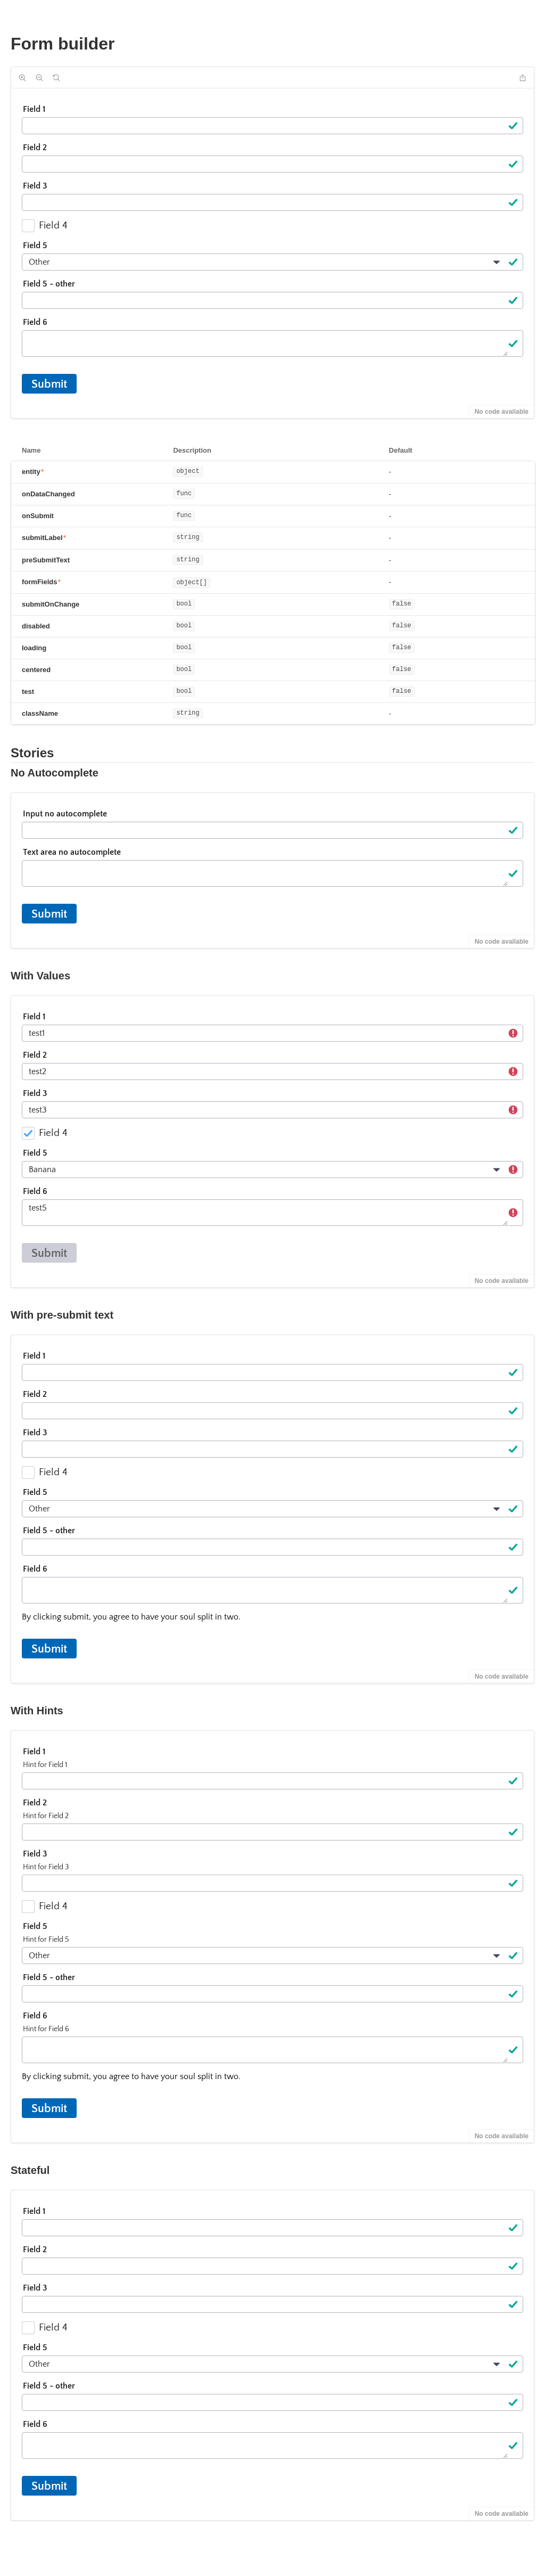 Form builder
Field 1
Field 2
Field 3
Field 4
Field 5
Other
Field 5 - other
Field 6
Submit
No code available
Name Description Default
entity* object -
onDataChanged func -
onSubmit func -
submitLabel* string -
preSubmitText string -
formFields* object[] -
submitOnChange bool false
disabled bool false
loading bool false
centered bool false
test bool false
className string -
Stories
No Autocomplete
Input no autocomplete
Text area no autocomplete
Submit
No code available
With Values
Field 1
test1
Field 2
test2
Field 3
test3
Field 4
Field 5
Banana
Field 6
test5
Submit
No code available
With pre-submit text
Field 1
Field 2
Field 3
Field 4
Field 5
Other
Field 5 - other
Field 6
By clicking submit, you agree to have your soul split in two.
Submit
No code available
With Hints
Field 1
Hint for Field 1
Field 2
Hint for Field 2
Field 3
Hint for Field 3
Field 4
Field 5
Hint for Field 5
Other
Field 5 - other
Field 6
Hint for Field 6
By clicking submit, you agree to have your soul split in two.
Submit
No code available
Stateful
Field 1
Field 2
Field 3
Field 4
Field 5
Other
Field 5 - other
Field 6
Submit
No code available